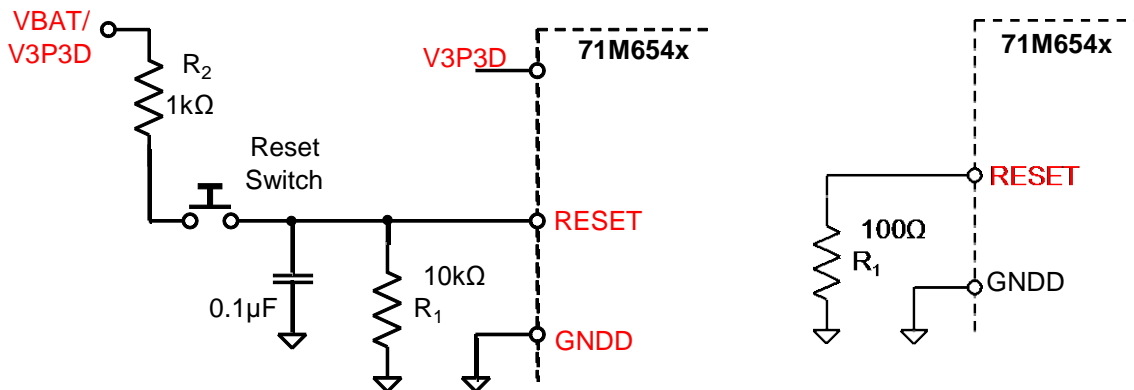 VBAT/
V3P3D
R2
1kΩ
Reset
Switch
0.1µF
10kΩ
R1
V3P3D
71M654x
RESET
GNDD
71M654x
RESET
100Ω
R1
GNDD